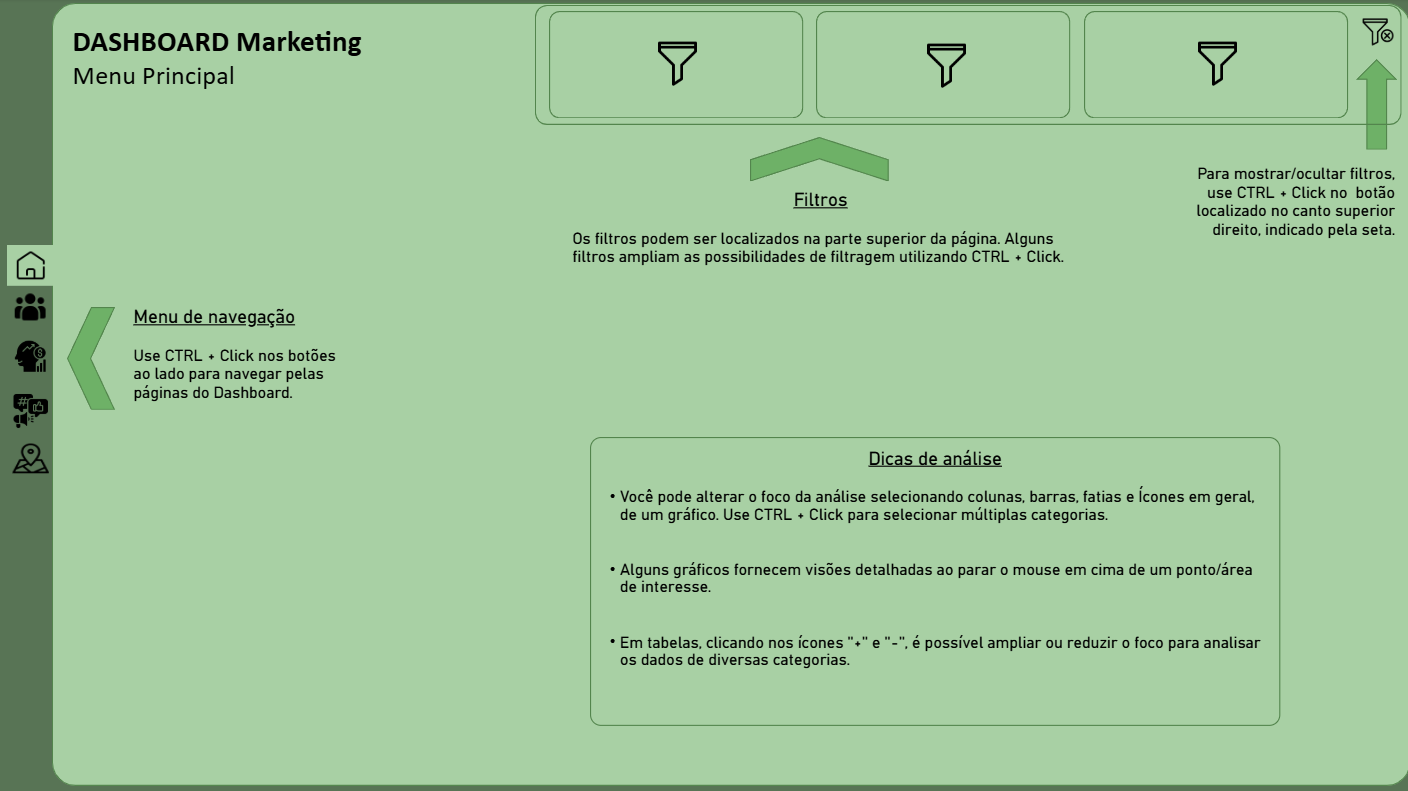 DASHBOARD Marketing
Menu Principal
Para mostrar/ocultar filtros,
use CTRL + Click no  botão
localizado no canto superior
direito, indicado pela seta.
Filtros
Os filtros podem ser localizados na parte superior da página. Alguns
filtros ampliam as possibilidades de filtragem utilizando CTRL + Click.
Menu de navegação
Use CTRL + Click nos botões
ao lado para navegar pelas
páginas do Dashboard.
Dicas de análise
• Você pode alterar o foco da análise selecionando colunas, barras, fatias e Ícones em geral,
de um gráfico. Use CTRL + Click para selecionar múltiplas categorias.
• Alguns gráficos fornecem visões detalhadas ao parar o mouse em cima de um ponto/área
de interesse.
• Em tabelas, clicando nos ícones "+" e "-", é possível ampliar ou reduzir o foco para analisar
os dados de diversas categorias.